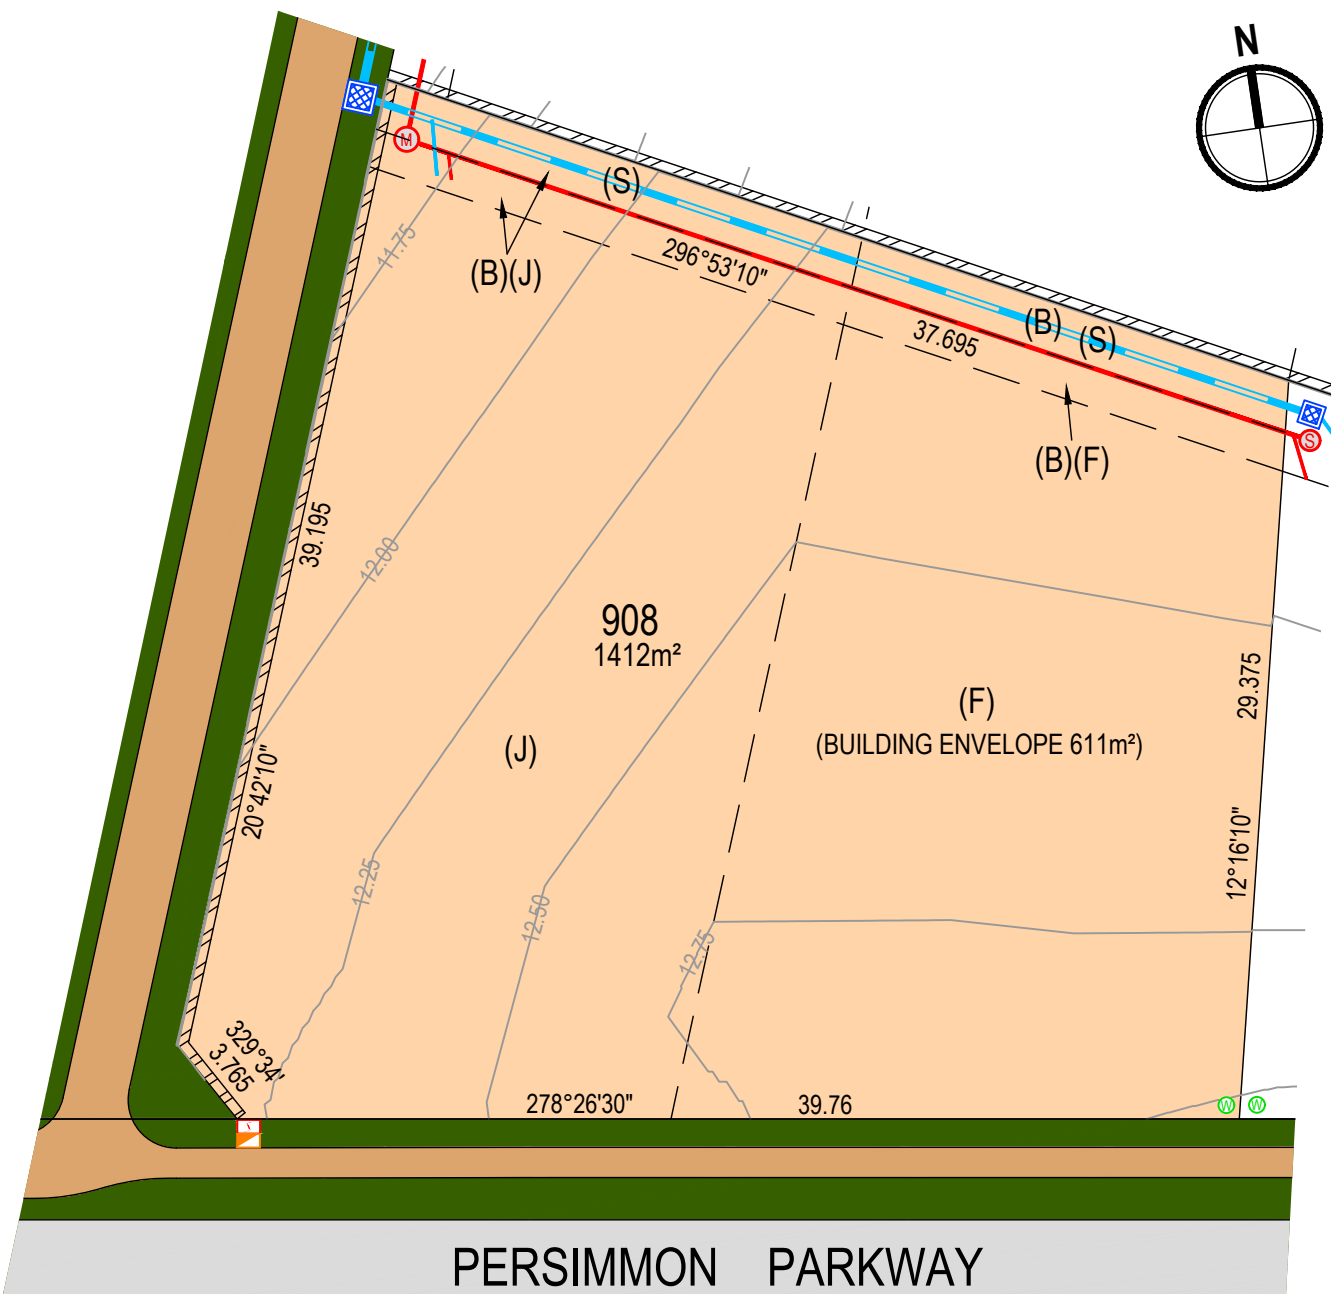 N
M
(S)
11.75
(B)(J)
296°53'10"
37.695
(B) (S)
(B)(F)
S
39.195
12.00
908
1412m²
29.375
(F)
(BUILDING ENVELOPE 611m²)
(J)
20°42'10"
12.25
12.50
12.75
12°16'10"
329°34'
3.765
278°26'30"
39.76
W W
PERSIMMON PARKWAY